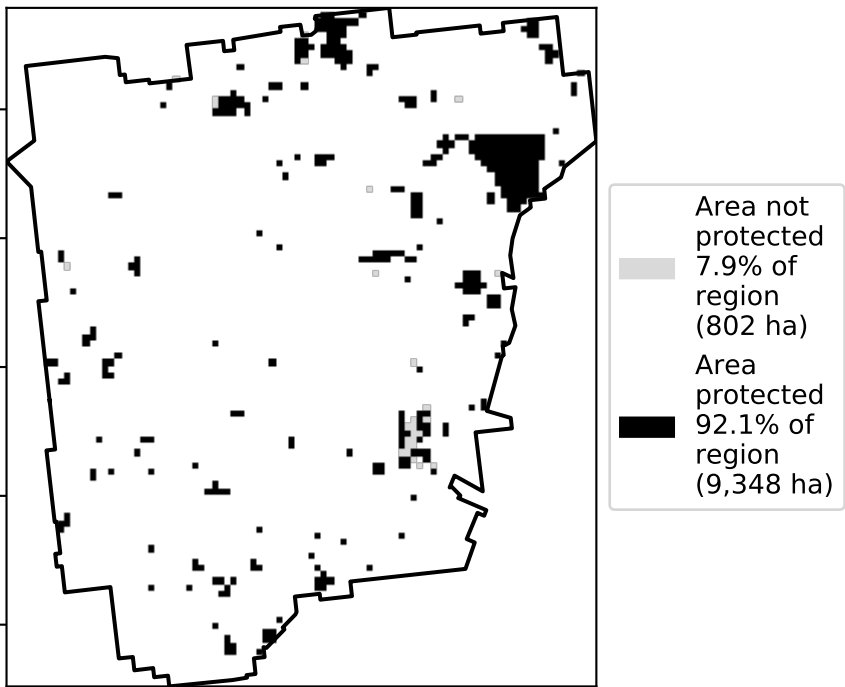 Area not
protected
7.9% of
region
(802 ha)
Area
protected
92.1% of
region
(9,348 ha)